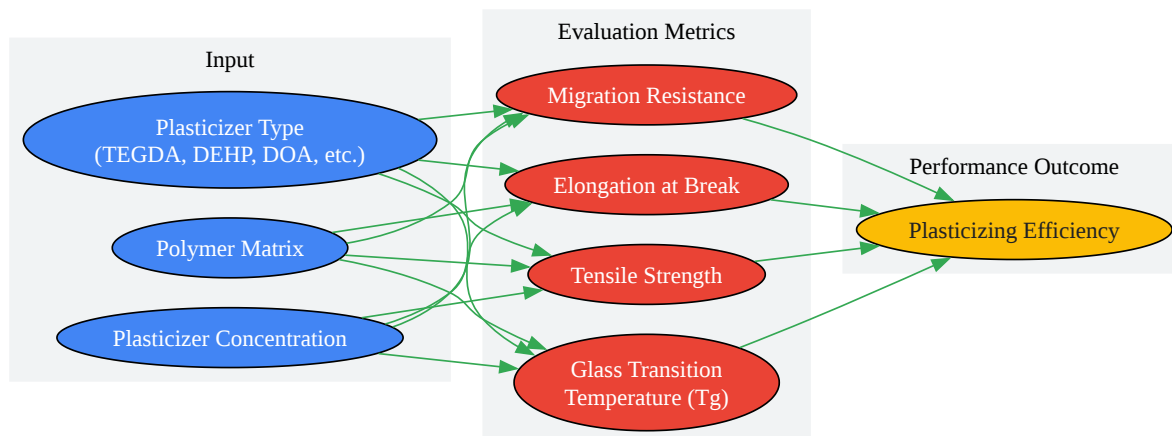 Input
Plasticizer Type
(TEGDA, DEHP, DOA, etc.)
Polymer Matrix
Plasticizer Concentration
Evaluation Metrics
Migration Resistance
Elongation at Break
Tensile Strength
Glass Transition
Temperature (Tg)
Performance Outcome
Plasticizing Efficiency